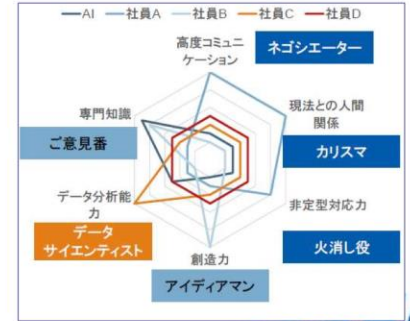 AI 社員A 社員B 社員C 社員D
高度コミュニ
ケーション
ネゴシエーター
専門知識
現法との人間
関係
ご意見番
カリスマ
データ分析能
力
非定型対応力
データ
サイエンティスト
火消し役
創造力
アイディアマン